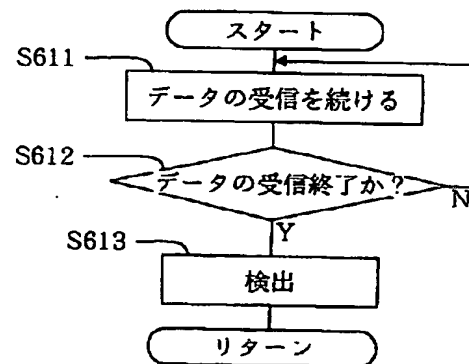 スタート
S611
データの受信を続ける
S612
データの受信終了か?
N
Y
S613
検出
リターン